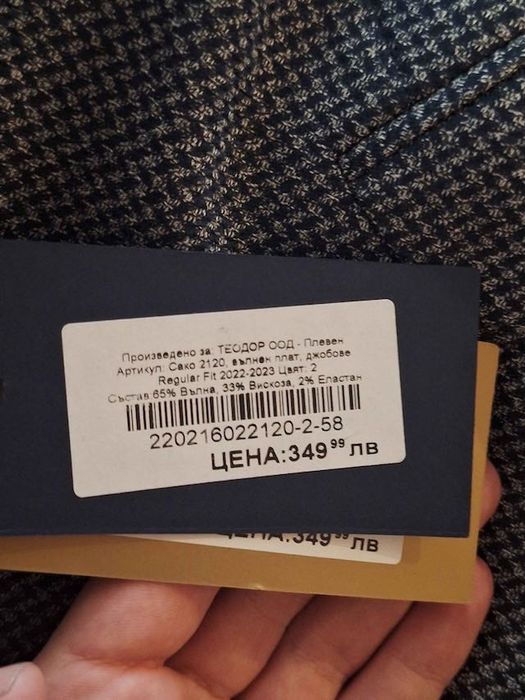 Произведено за: ТЕОДОР ООД - Плевен
Артикул: Сако 2120, вълнен плат, джобове
Regular Fit 2022-2023 Цвят: 2
Състав 65% Вълна, 33% Вискоза, 2% Еластан
220216022120-2-58
ЦЕНА:349 99 ЛВ
ЦЕНА:349 99 ЛВ